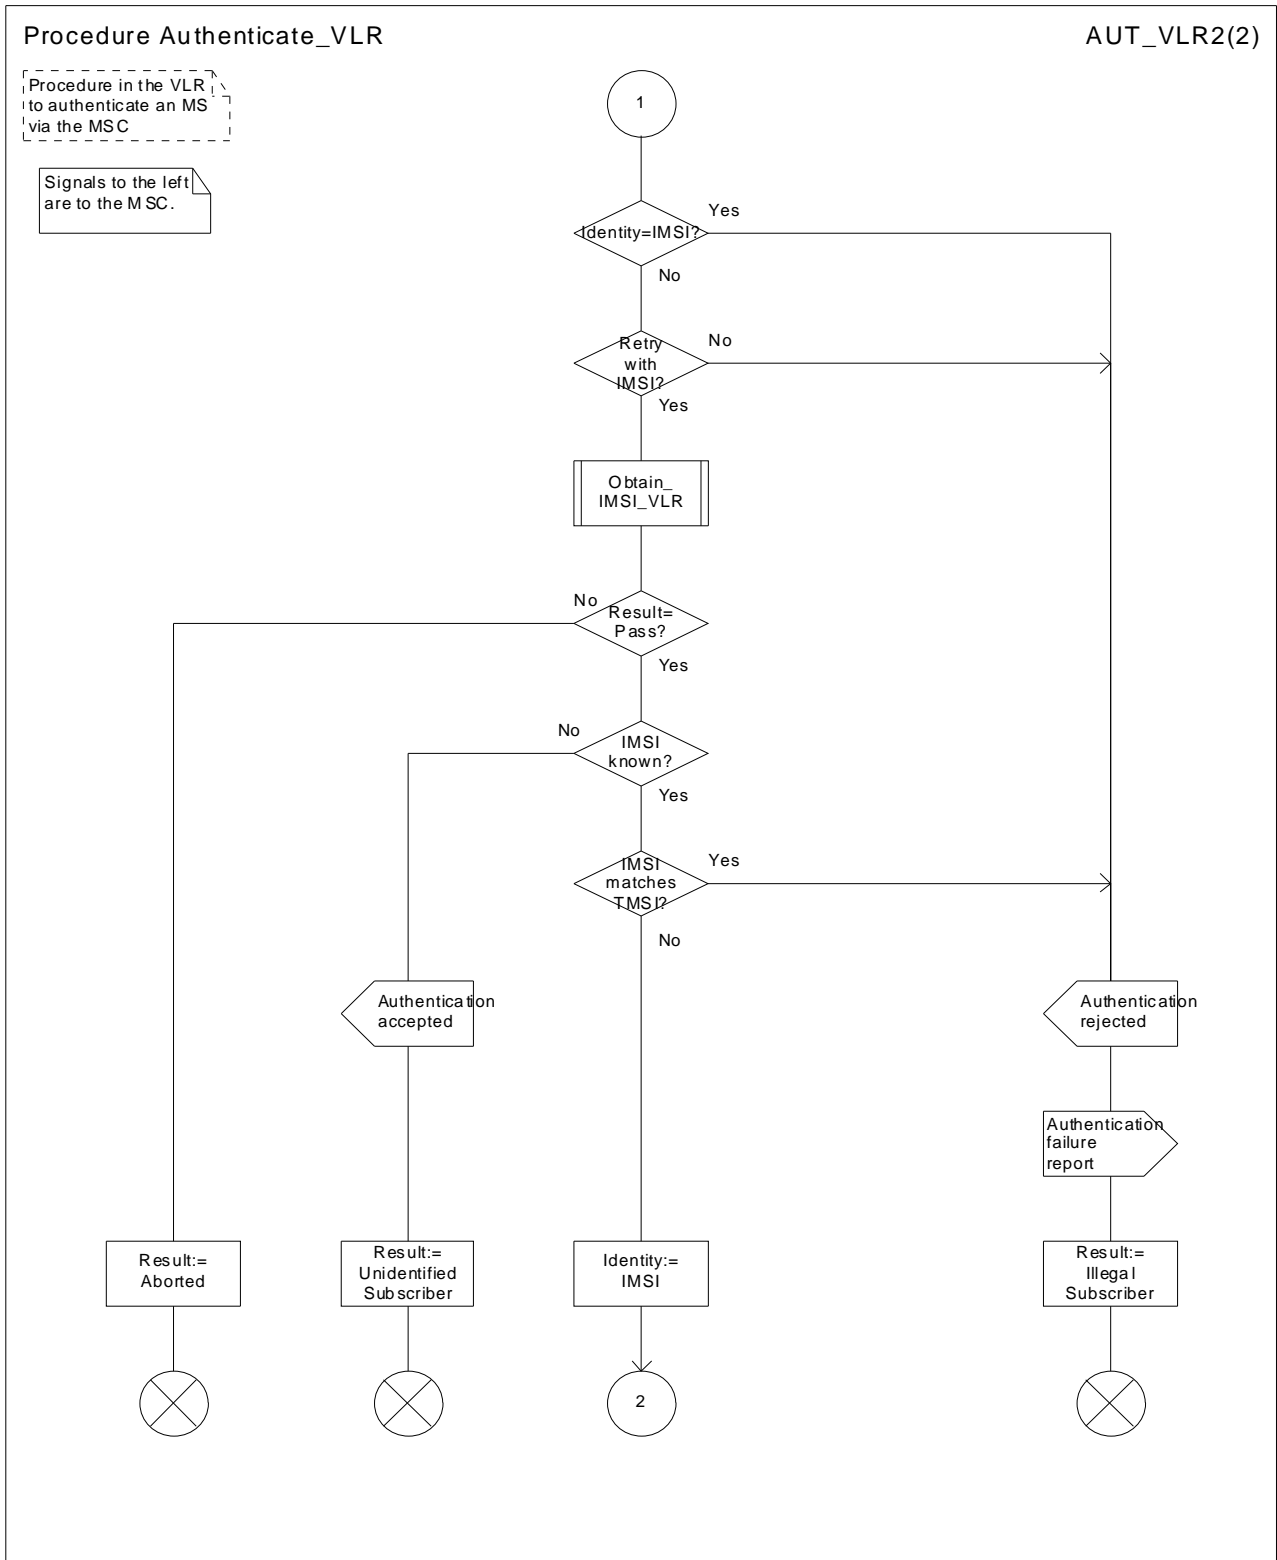 Procedure Authenticate_VLR
AUT_VLR2(2)
Procedure in the VLR
to authenticate an MS
via the MSC
Signals to the left
are to the MSC.
1
Identity=IMSI?
Yes
No
Retry
with
IMSI?
No
Yes
Obtain_
IMSI_VLR
No
Result=
Pass?
Yes
No
IMSI
known?
Yes
IMSI
matches
TMSI?
Yes
No
Authentication
accepted
Authentication
rejected
Authentication
failure
report
Result:=
Aborted
Result:=
Unidentified
Subscriber
Identity:=
IMSI
Result:=
Illegal
Subscriber
2